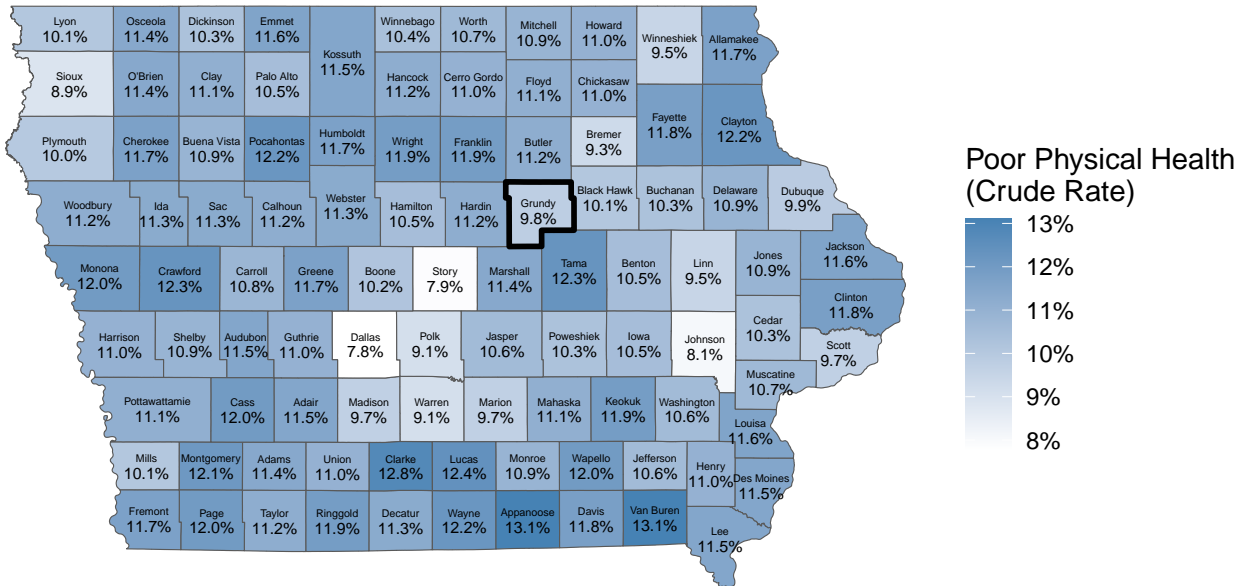 Lyon
10.1%
Osceola
11.4%
Dickinson
10.3%
Emmet
11.6%
Kossuth
11.5%
Winnebago
10.4%
Worth
10.7%
Mitchell
10.9%
Howard
11.0%
Winneshiek
9.5%
Allamakee
11.7%
Sioux
8.9%
O'Brien
11.4%
Clay
11.1%
Palo Alto
10.5%
Hancock
11.2%
Cerro Gordo
11.0%
Floyd
11.1%
Chickasaw
11.0%
Fayette
11.8%
Clayton
12.2%
Plymouth
10.0%
Cherokee
11.7%
Buena Vista
10.9%
Pocahontas
12.2%
Humboldt
11.7%
Wright
11.9%
Franklin
11.9%
Butler
11.2%
Bremer
9.3%
Woodbury
11.2%
Ida
11.3%
Sac
11.3%
Calhoun
11.2%
Webster
11.3%
Hamilton
10.5%
Hardin
11.2%
Grundy
9.8%
Black Hawk
10.1%
Buchanan
10.3%
Delaware
10.9%
Dubuque
9.9%
Monona
12.0%
Crawford
12.3%
Carroll
10.8%
Greene
11.7%
Boone
10.2%
Story
7.9%
Marshall
11.4%
Tama
12.3%
Benton
10.5%
Linn
9.5%
Jones
10.9%
Jackson
11.6%
Clinton
11.8%
Harrison
11.0%
Shelby
10.9%
Audubon
11.5%
Guthrie
11.0%
Dallas
7.8%
Polk
9.1%
Jasper
10.6%
Poweshiek
10.3%
Iowa
10.5%
Johnson
8.1%
Cedar
10.3%
Scott
9.7%
Muscatine
10.7%
Pottawattamie
11.1%
Cass
12.0%
Adair
11.5%
Madison
9.7%
Warren
9.1%
Marion
9.7%
Mahaska
11.1%
Keokuk
11.9%
Washington
10.6%
Louisa
11.6%
Mills
10.1%
Montgomery
12.1%
Adams
11.4%
Union
11.0%
Clarke
12.8%
Lucas
12.4%
Monroe
10.9%
Wapello
12.0%
Jefferson
10.6%
Henry
11.0%
Des Moines
11.5%
Fremont
11.7%
Page
12.0%
Taylor
11.2%
Ringgold
11.9%
Decatur
11.3%
Wayne
12.2%
Appanoose
13.1%
Davis
11.8%
Van Buren
13.1%
Lee
11.5%
Poor Physical Health
(Crude Rate)
13%
12%
11%
10%
9%
8%